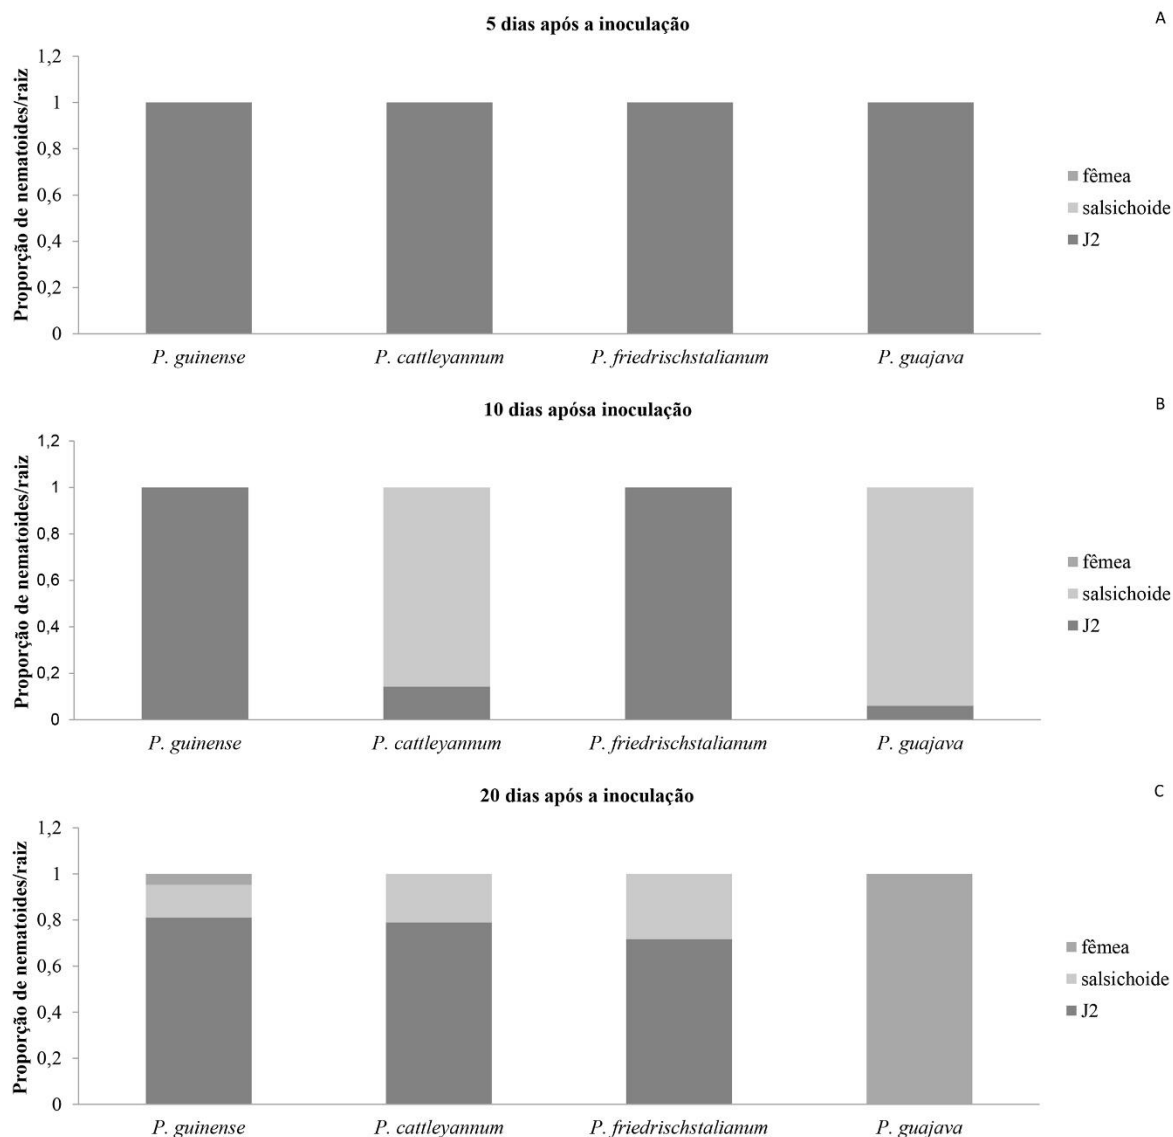 5 dias após a inoculação
A
Proporção de nematoides/raiz
1,2
1
0,8
0,6
0,4
0,2
0
P. guinense
P. cattleyannum
P. friedrischstalianum
P. guajava
fêmea
salsichoide
J2
10 dias apósa inoculação
B
Proporção de nematoides/raiz
1,2
1
0,8
0,6
0,4
0,2
0
P. guinense
P. cattleyannum
P. friedrischstalianum
P. guajava
fêmea
salsichoide
J2
20 dias após a inoculação
C
Proporção de nematoides/raiz
1,2
1
0,8
0,6
0,4
0,2
0
P. guinense
P. cattleyannum
P. friedrischstalianum
P. guajava
fêmea
salsichoide
J2